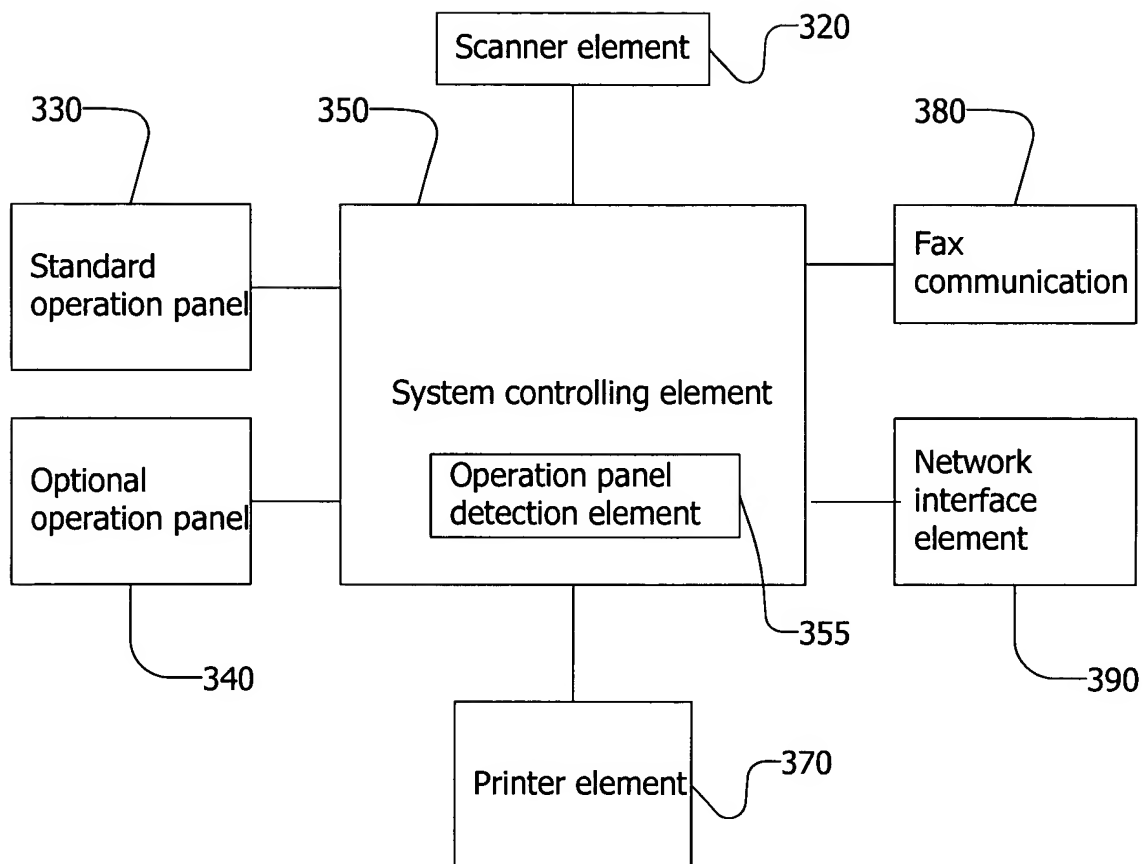 Scanner element
320
330
350
380
Standard
operation panel
Fax
communication
System controlling element
Optional
operation panel
Operation panel
detection element
Network
interface
element
355
340
390
Printer element
370